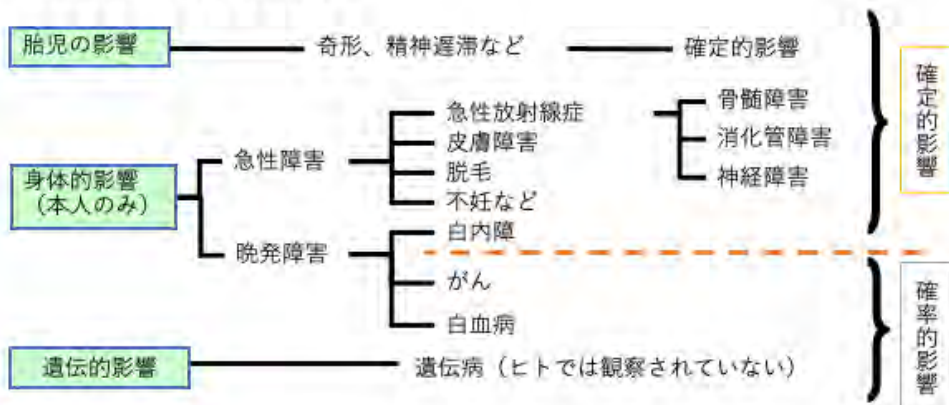 胎児の影響
奇形、精神遅滞など
確定的影響
急性放射線症
骨髄障害
皮膚障害
消化管障害
脱毛
神経障害
不妊など
急性障害
身体的影響
（本人のみ）
晩発障害
白内障
がん
白血病
遺伝的影響
遺伝病（ヒトでは観察されていない）
確定的影響
確率的影響